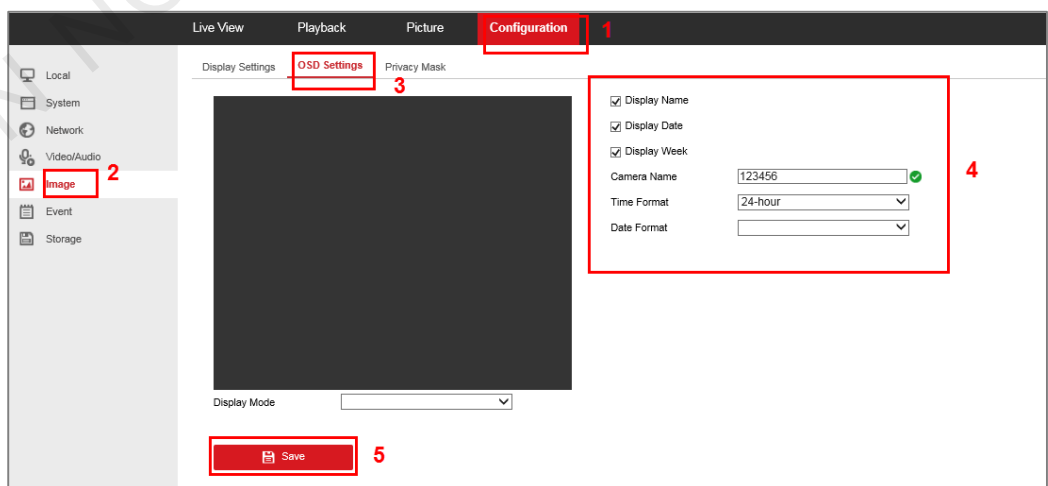 Live View Playback Picture Configuration 1
Display Settings OSD Settings Privacy Mask
3
Local
System
Network
Video/Audio
2
Image
Event
Storage
Display Name
Display Date
Display Week
Camera Name 123456
Time Format 24-hour
Date Format
4
Display Mode
Save 5